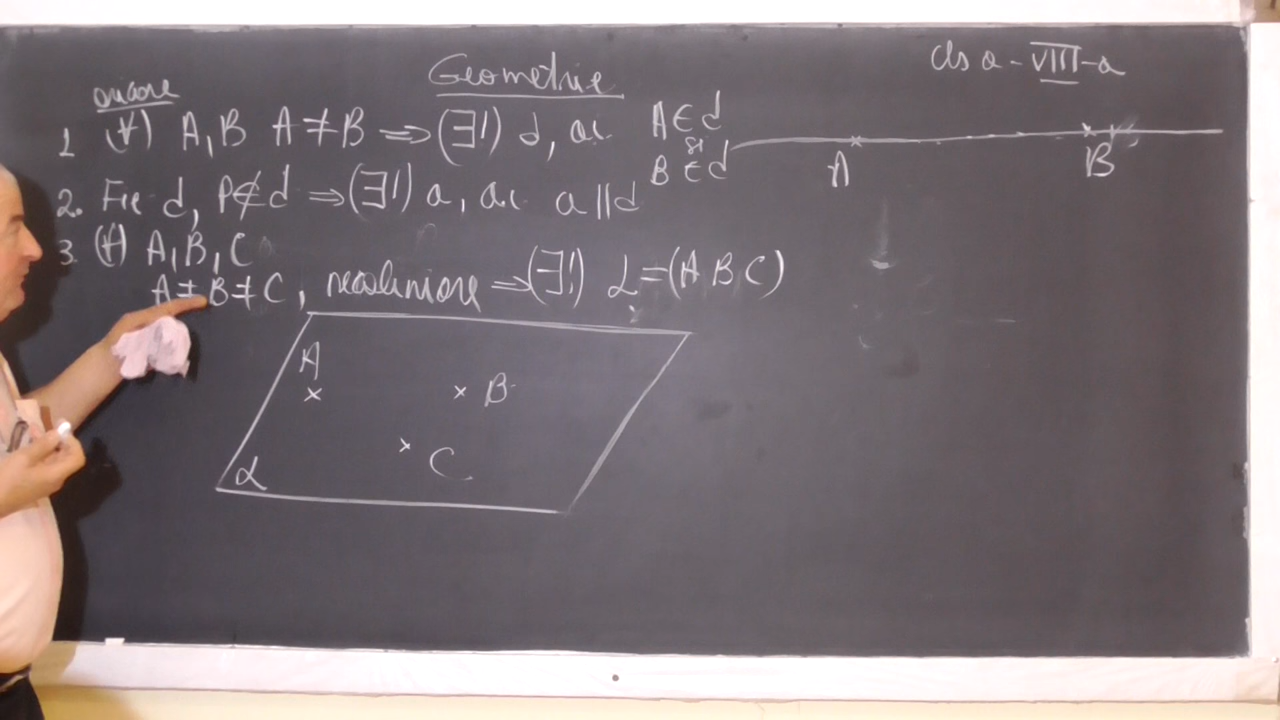 Geometrie
cls a - VIII - a
oricare
1. (∀) A, B A ≠ B ⟹ (∃!) d, a.i. A ∈ d
și
B ∈ d
2. Fie d, P ∉ d ⟹ (∃!) a, a.i. a || d
3. (∀) A, B, C
A ≠ B ≠ C, necoliniare ⟹ (∃!) α = (A B C)
A B
A
B
C
α